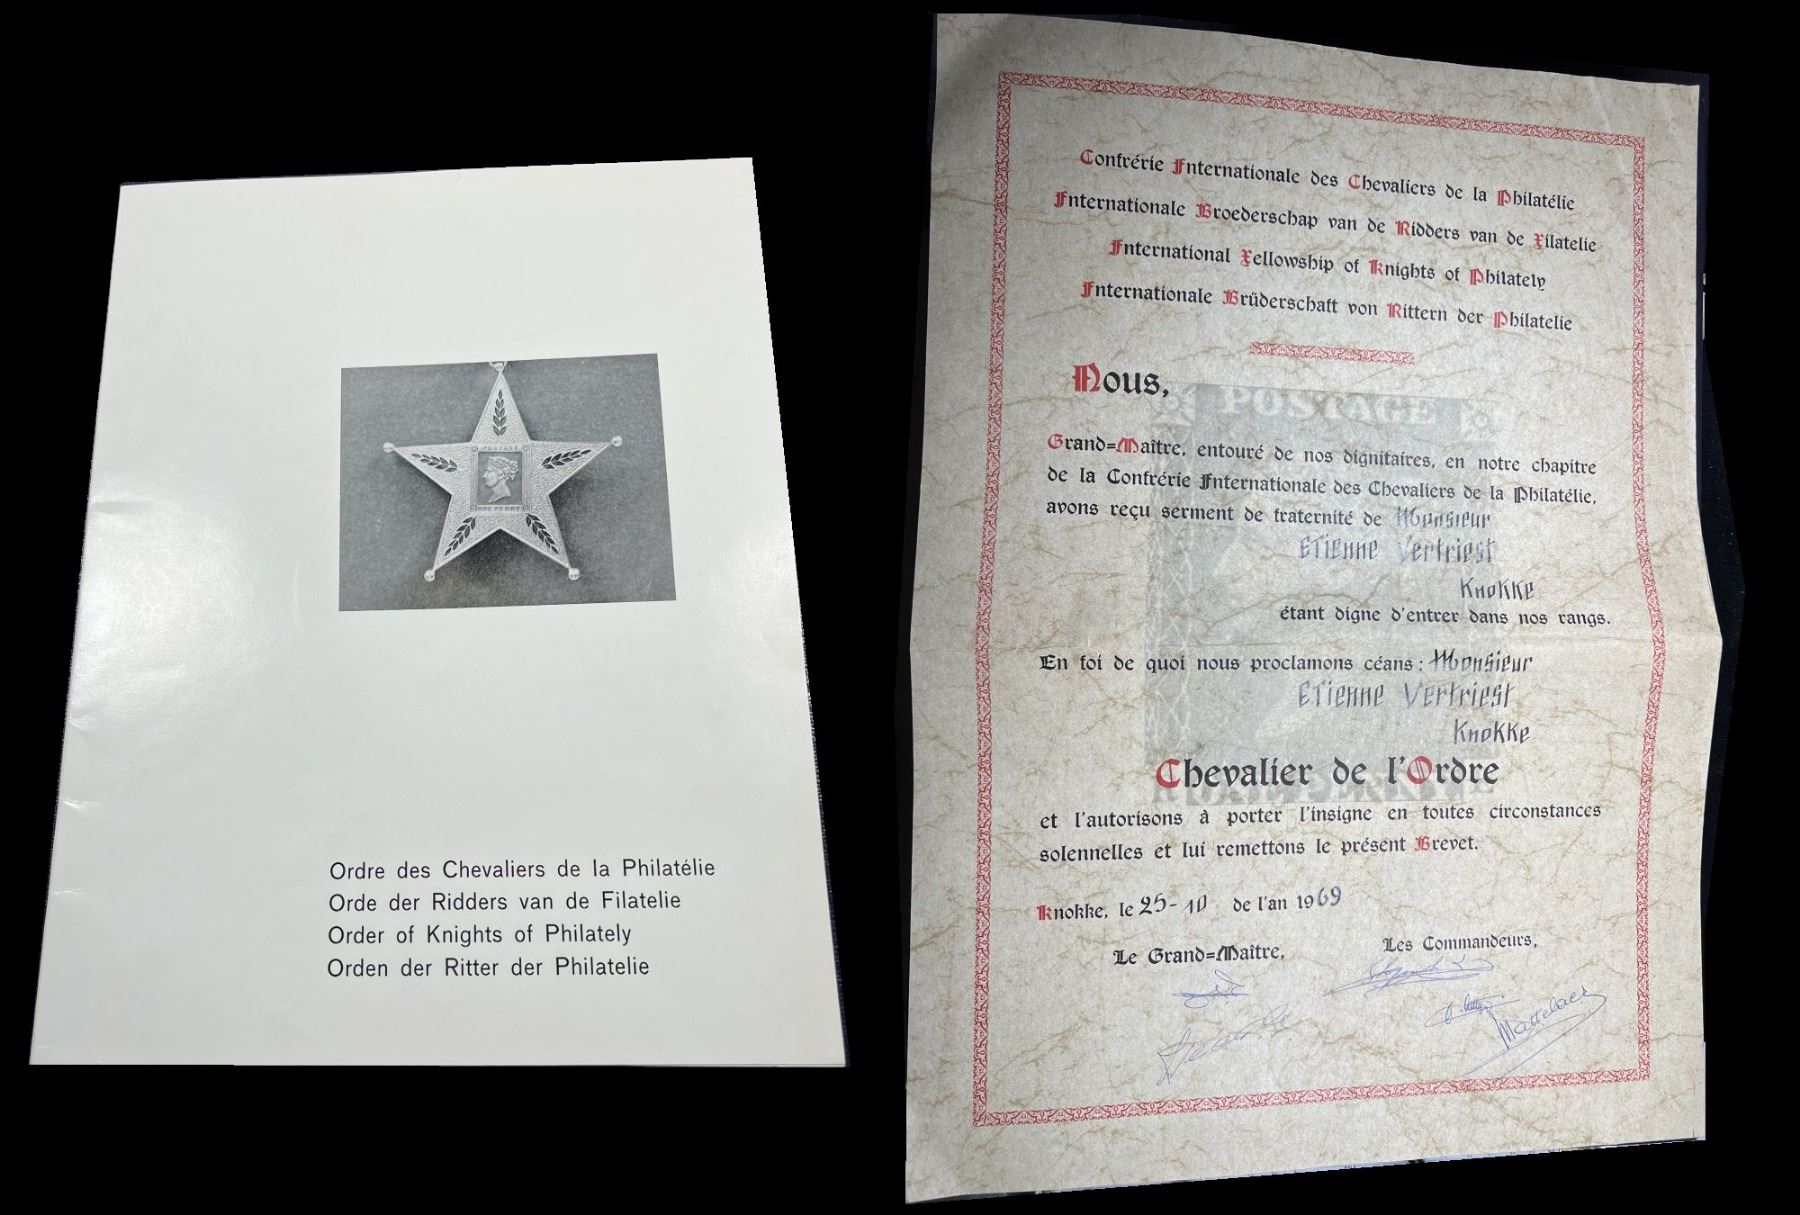 POSTAGE
ONE PENNY
Ordre des Chevaliers de la Philatélie
Orde der Ridders van de Filatelie
Order of Knights of Philately
Orden der Ritter der Philatelie
Confrérie Internationale des Chevaliers de la Philatélie
Internationale Broederschap van de Ridders van de Filatelie
International Fellowship of Knights of Philately
Internationale Brüderschaft von Rittern der Philatelie
Nous,
POSTAGE
Grand=Maître, entouré de nos dignitaires, en notre chapitre
de la Confrérie Internationale des Chevaliers de la Philatélie,
avons reçu serment de fraternité de Monsieur
Etienne Vertriest
Knokke
étant digne d'entrer dans nos rangs.
En foi de quoi nous proclamons céans : Monsieur
Etienne Vertriest
Knokke
Chevalier de l'Ordre
et l'autorisons à porter l'insigne en toutes circonstances
solennelles et lui remettons le présent Brevet.
Knokke, le 25-10 de l'an 1969
Le Grand=Maître,
Les Commandeurs,
Mattelaer